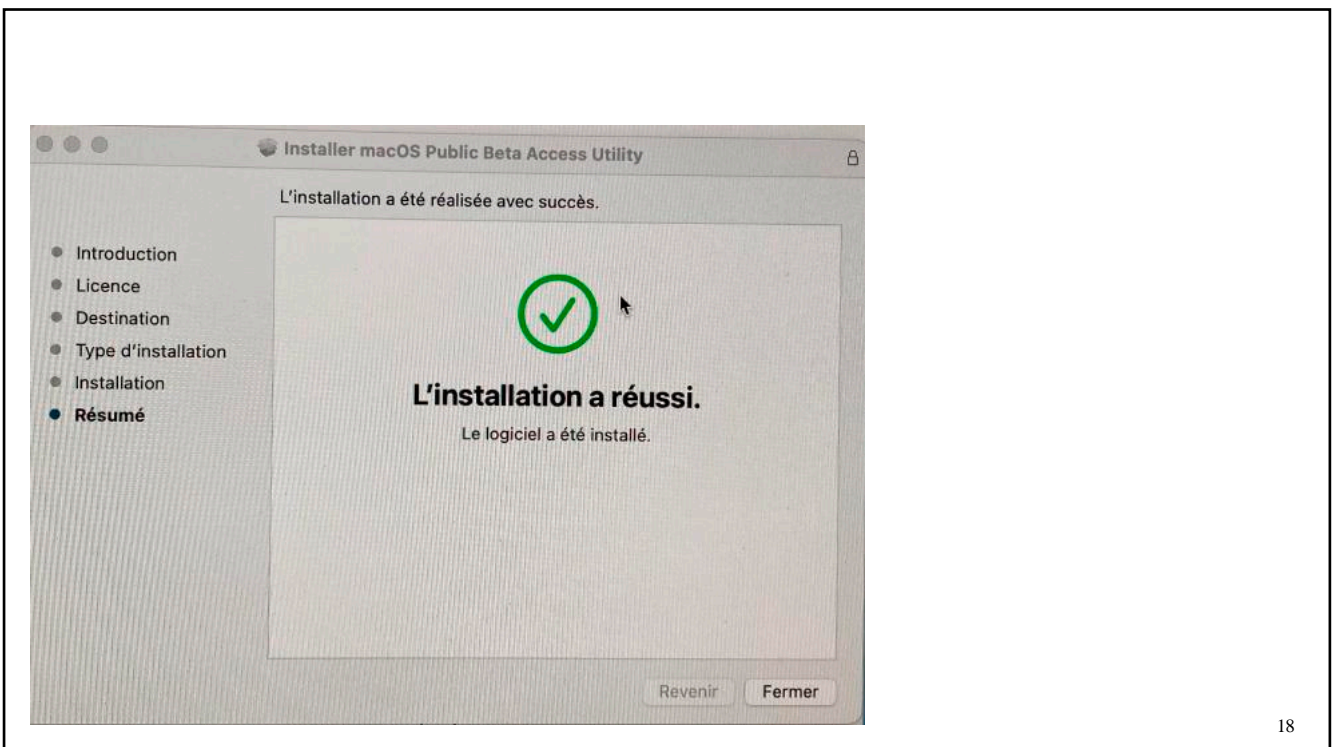 Installer macOS Public Beta Access Utility
L'installation a été réalisée avec succès.
Introduction
Licence
Destination
Type d'installation
Installation
Résumé
L'installation a réussi.
Le logiciel a été installé.
Revenir
Fermer
18